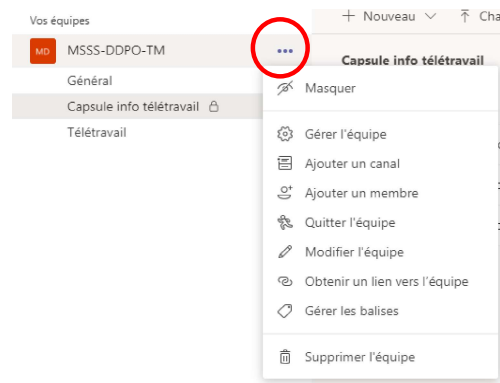 Vos équipes
+ Nouveau
Cha
MD MSSS-DDPO-TM ...
Capsule info télétravail
Général
Capsule info télétravail
Télétravail
Masquer
Gérer l'équipe
Ajouter un canal
Ajouter un membre
Quitter l'équipe
Modifier l'équipe
Obtenir un lien vers l'équipe
Gérer les balises
Supprimer l'équipe